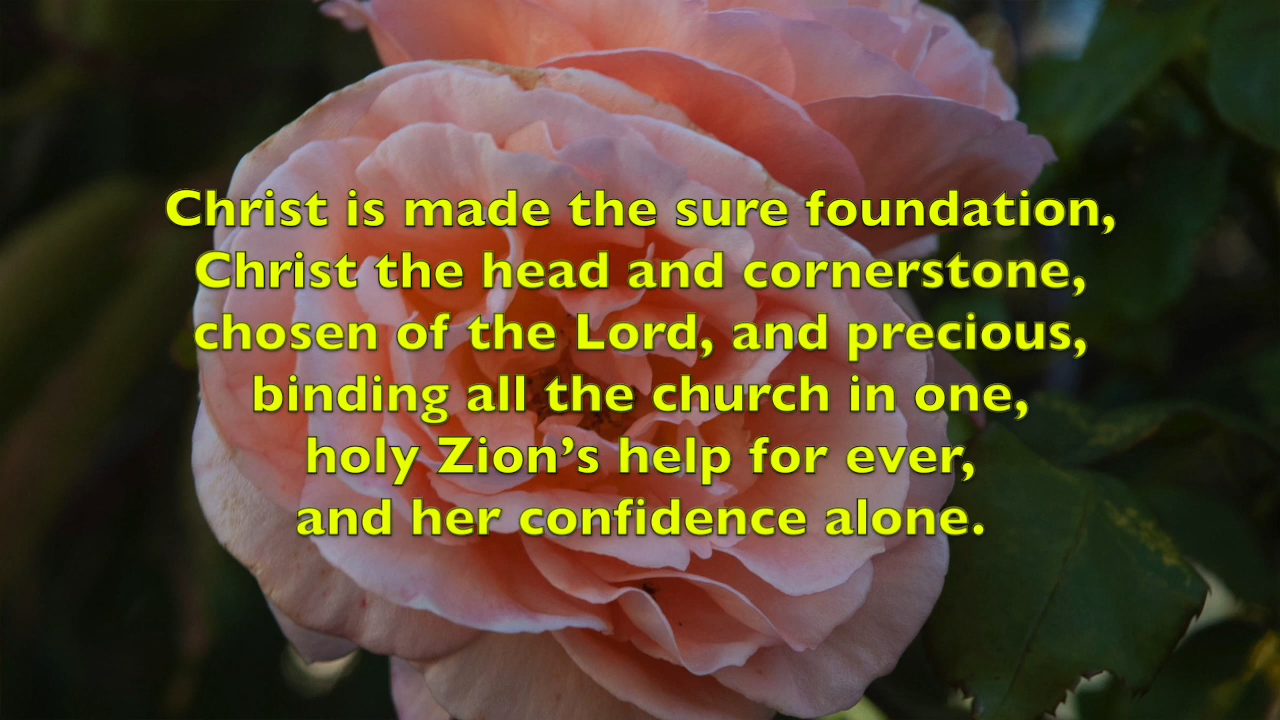 Christ is made the sure foundation,
Christ the head and cornerstone,
chosen of the Lord, and precious,
binding all the church in one,
holy Zion’s help for ever,
and her confidence alone.